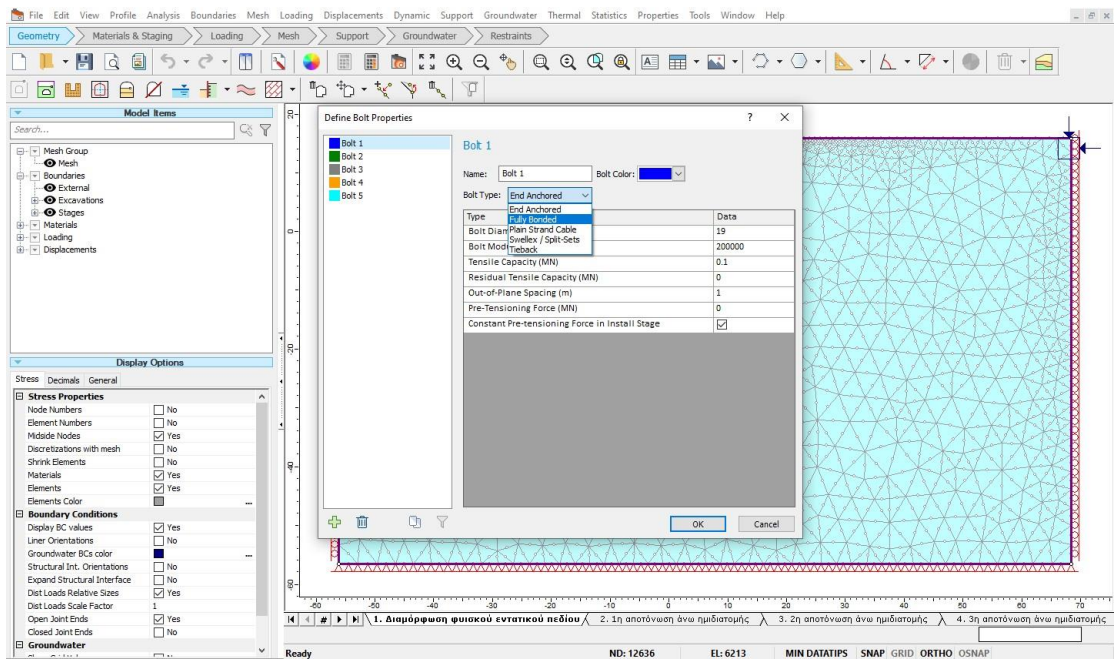 File Edit View Profile Analysis Boundaries Mesh Loading Displacements Dynamic Support Groundwater Thermal Statistics Properties Tools Window Help
Geometry Materials & Staging Loading Mesh Support Groundwater Restraints
Model Items
Search...
Mesh Group
Mesh
Boundaries
External
Excavations
Stages
Materials
Loading
Displacements
Display Options
Stress Decimals General
Stress Properties
Node Numbers No
Element Numbers No
Midside Nodes Yes
Discretizations with mesh No
Shrink Elements No
Materials Yes
Elements Yes
Elements Color ...
Boundary Conditions
Display BC values Yes
Liner Orientations No
Groundwater BCs color ...
Structural Int. Orientations No
Expand Structural Interface No
Dist Loads Relative Sizes Yes
Dist Loads Scale Factor 1
Open Joint Ends Yes
Closed Joint Ends No
Groundwater
Define Bolt Properties ? X
Bolt 1
Bolt 2
Bolt 3
Bolt 4
Bolt 5
Bolt 1
Name: Bolt 1 Bolt Color:
Bolt Type: End Anchored
End Anchored
Fully Bonded
Plain Strand Cable
Swellex / Split-Sets
Tieback
Type Data
Bolt Diam 19
Bolt Mod 200000
Tensile Capacity (MN) 0.1
Residual Tensile Capacity (MN) 0
Out-of-Plane Spacing (m) 1
Pre-Tensioning Force (MN) 0
Constant Pre-tensioning Force in Install Stage
OK Cancel
20
0
-20
-40
-60
-60 -50 -40 -30 -20 -10 0 10 20 30 40 50 60 70
# 1. Διαμόρφωση φυσικού εντατικού πεδίου 2. 1η αποτόνωση άνω ημιδιατομής 3. 2η αποτόνωση άνω ημιδιατομής 4. 3η αποτόνωση άνω ημιδιατομής
Ready ND: 12636 EL: 6213 MIN DATATIPS SNAP GRID ORTHO OSNAP